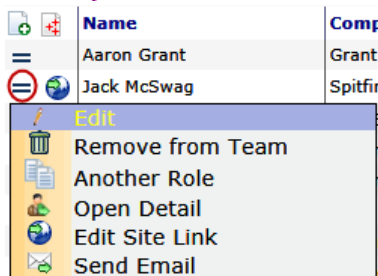 Name Comp
Aaron Grant Grant
Jack McSwag Spitfi
Edit
Remove from Team
Another Role
Open Detail
Edit Site Link
Send Email